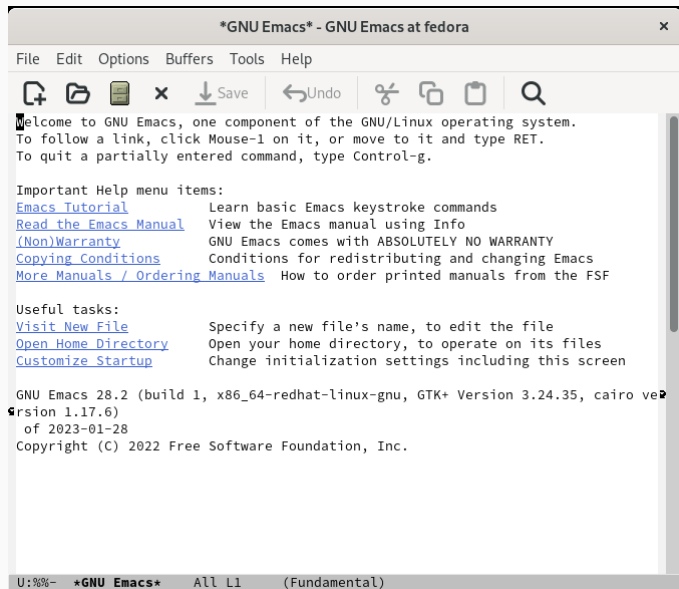 *GNU Emacs* - GNU Emacs at fedora ×
File Edit Options Buffers Tools Help
Save Undo
Welcome to GNU Emacs, one component of the GNU/Linux operating system.
To follow a link, click Mouse-1 on it, or move to it and type RET.
To quit a partially entered command, type Control-g.
Important Help menu items:
Emacs Tutorial Learn basic Emacs keystroke commands
Read the Emacs Manual View the Emacs manual using Info
(Non)Warranty GNU Emacs comes with ABSOLUTELY NO WARRANTY
Copying Conditions Conditions for redistributing and changing Emacs
More Manuals / Ordering Manuals How to order printed manuals from the FSF
Useful tasks:
Visit New File Specify a new file’s name, to edit the file
Open Home Directory Open your home directory, to operate on its files
Customize Startup Change initialization settings including this screen
GNU Emacs 28.2 (build 1, x86_64-redhat-linux-gnu, GTK+ Version 3.24.35, cairo ve
rsion 1.17.6)
of 2023-01-28
Copyright (C) 2022 Free Software Foundation, Inc.
U:%%- *GNU Emacs* All L1 (Fundamental)